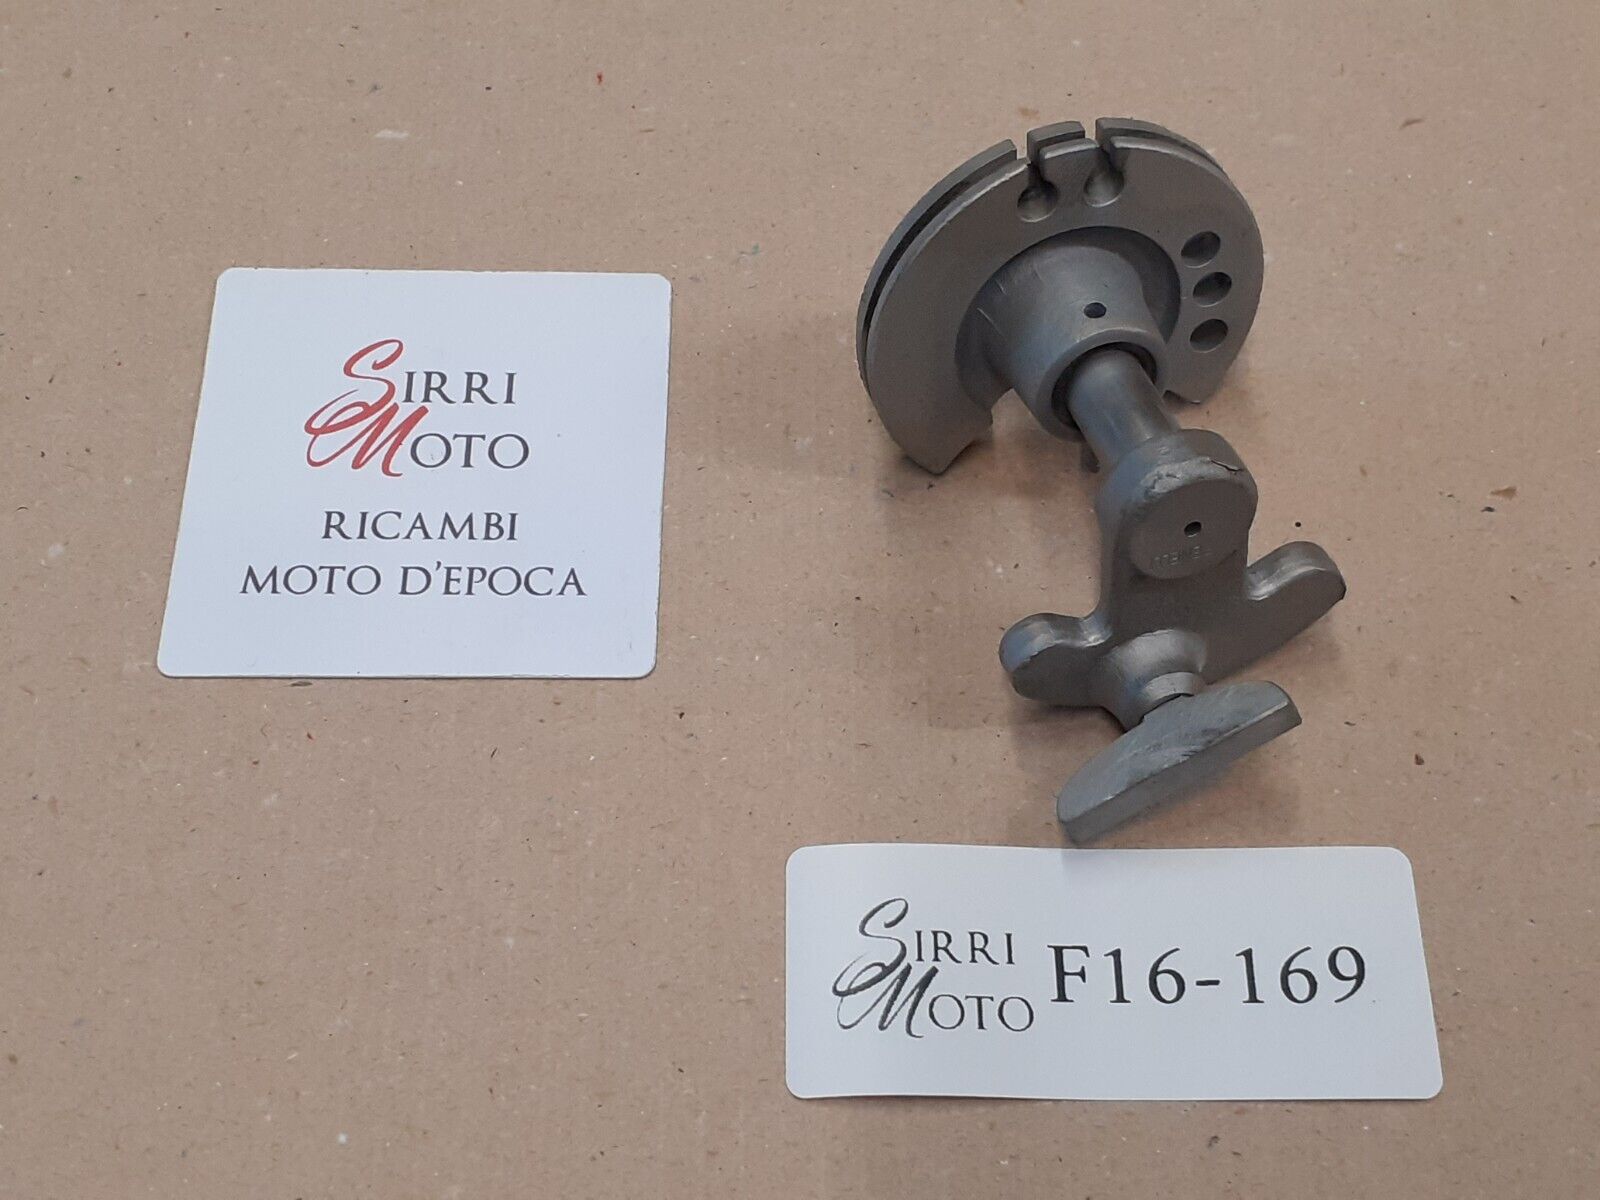 SIRRI
MOTO
RICAMBI
MOTO D'EPOCA
SIRRI
MOTO
F16-169